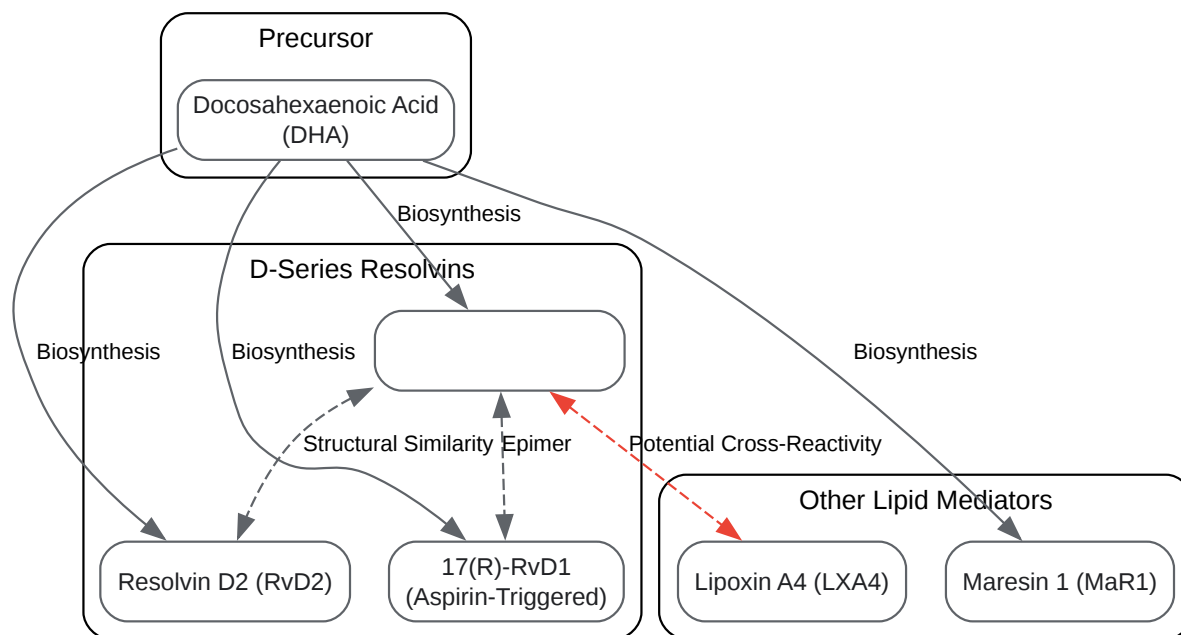 Precursor
Docosahexaenoic Acid
(DHA)
Biosynthesis
D-Series Resolvins
Biosynthesis
Biosynthesis
Biosynthesis
Structural Similarity
Epimer
Potential Cross-Reactivity
Other Lipid Mediators
Resolvin D2 (RvD2)
17(R)-RvD1
(Aspirin-Triggered)
Lipoxin A4 (LXA4)
Maresin 1 (MaR1)